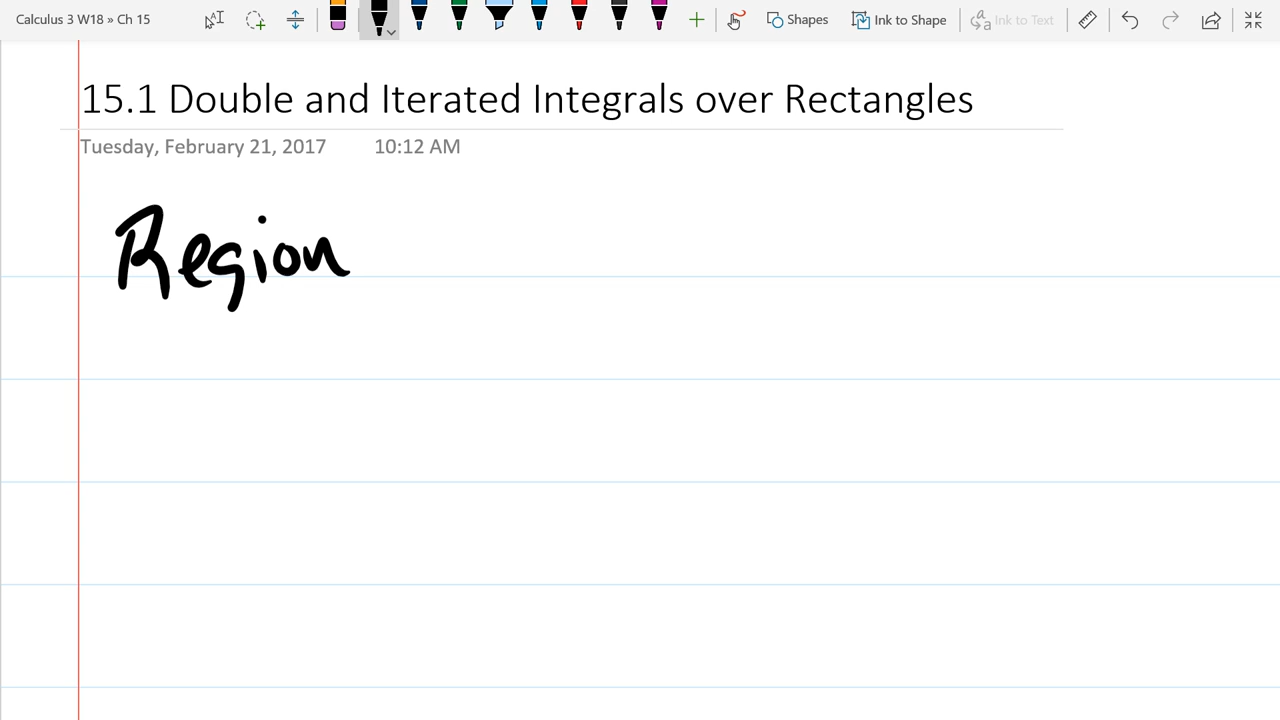 Calculus 3 W18 » Ch 15
Shapes
Ink to Shape
Ink to Text
15.1 Double and Iterated Integrals over Rectangles
Tuesday, February 21, 2017 10:12 AM
Region